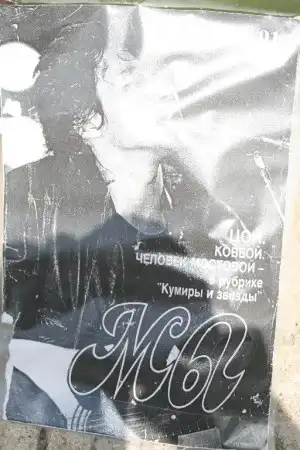 ЦОЙ.
КОВБОЙ.
ЧЕЛОВЕК МОСТОВОЙ –
рубрике
"Кумиры и звезды"
МЫ